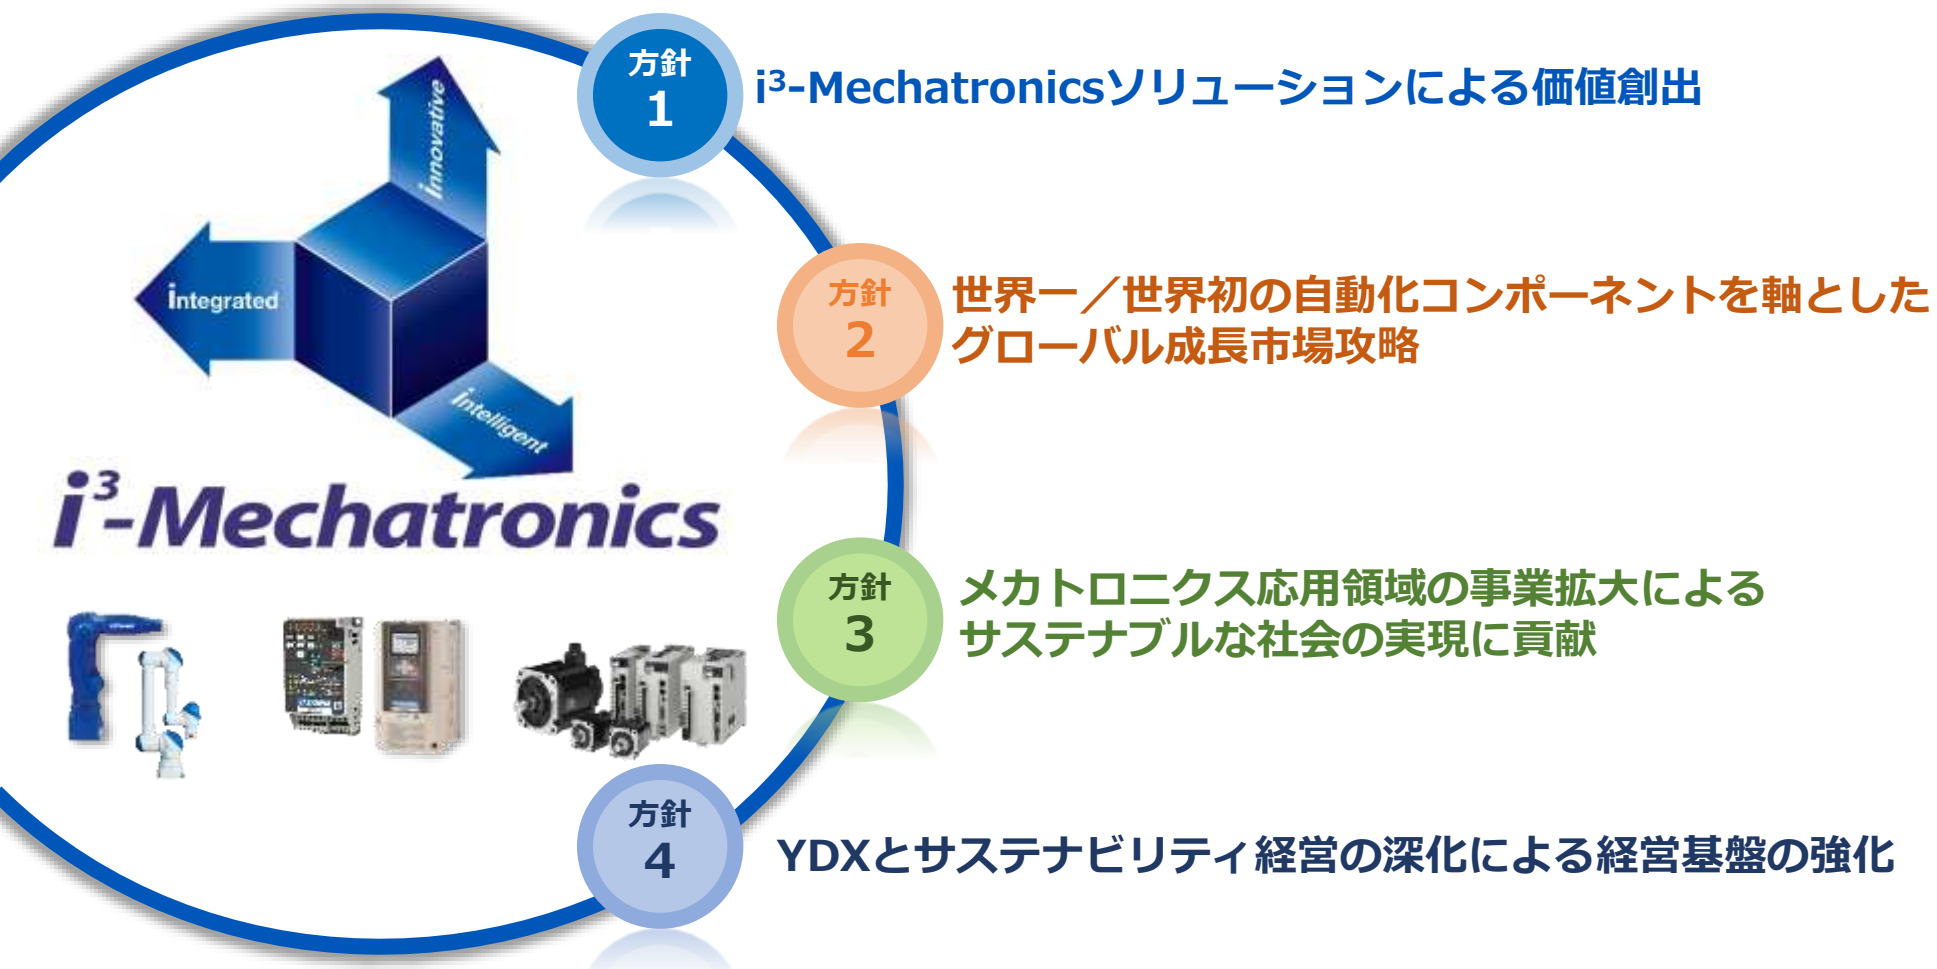 方針
1
i³-Mechatronicsソリューションによる価値創出
innovative
integrated
intelligent
i³-Mechatronics
方針
2
世界一／世界初の自動化コンポーネントを軸とした
グローバル成長市場攻略
方針
3
メカトロニクス応用領域の事業拡大による
サステナブルな社会の実現に貢献
方針
4
YDXとサステナビリティ経営の深化による経営基盤の強化